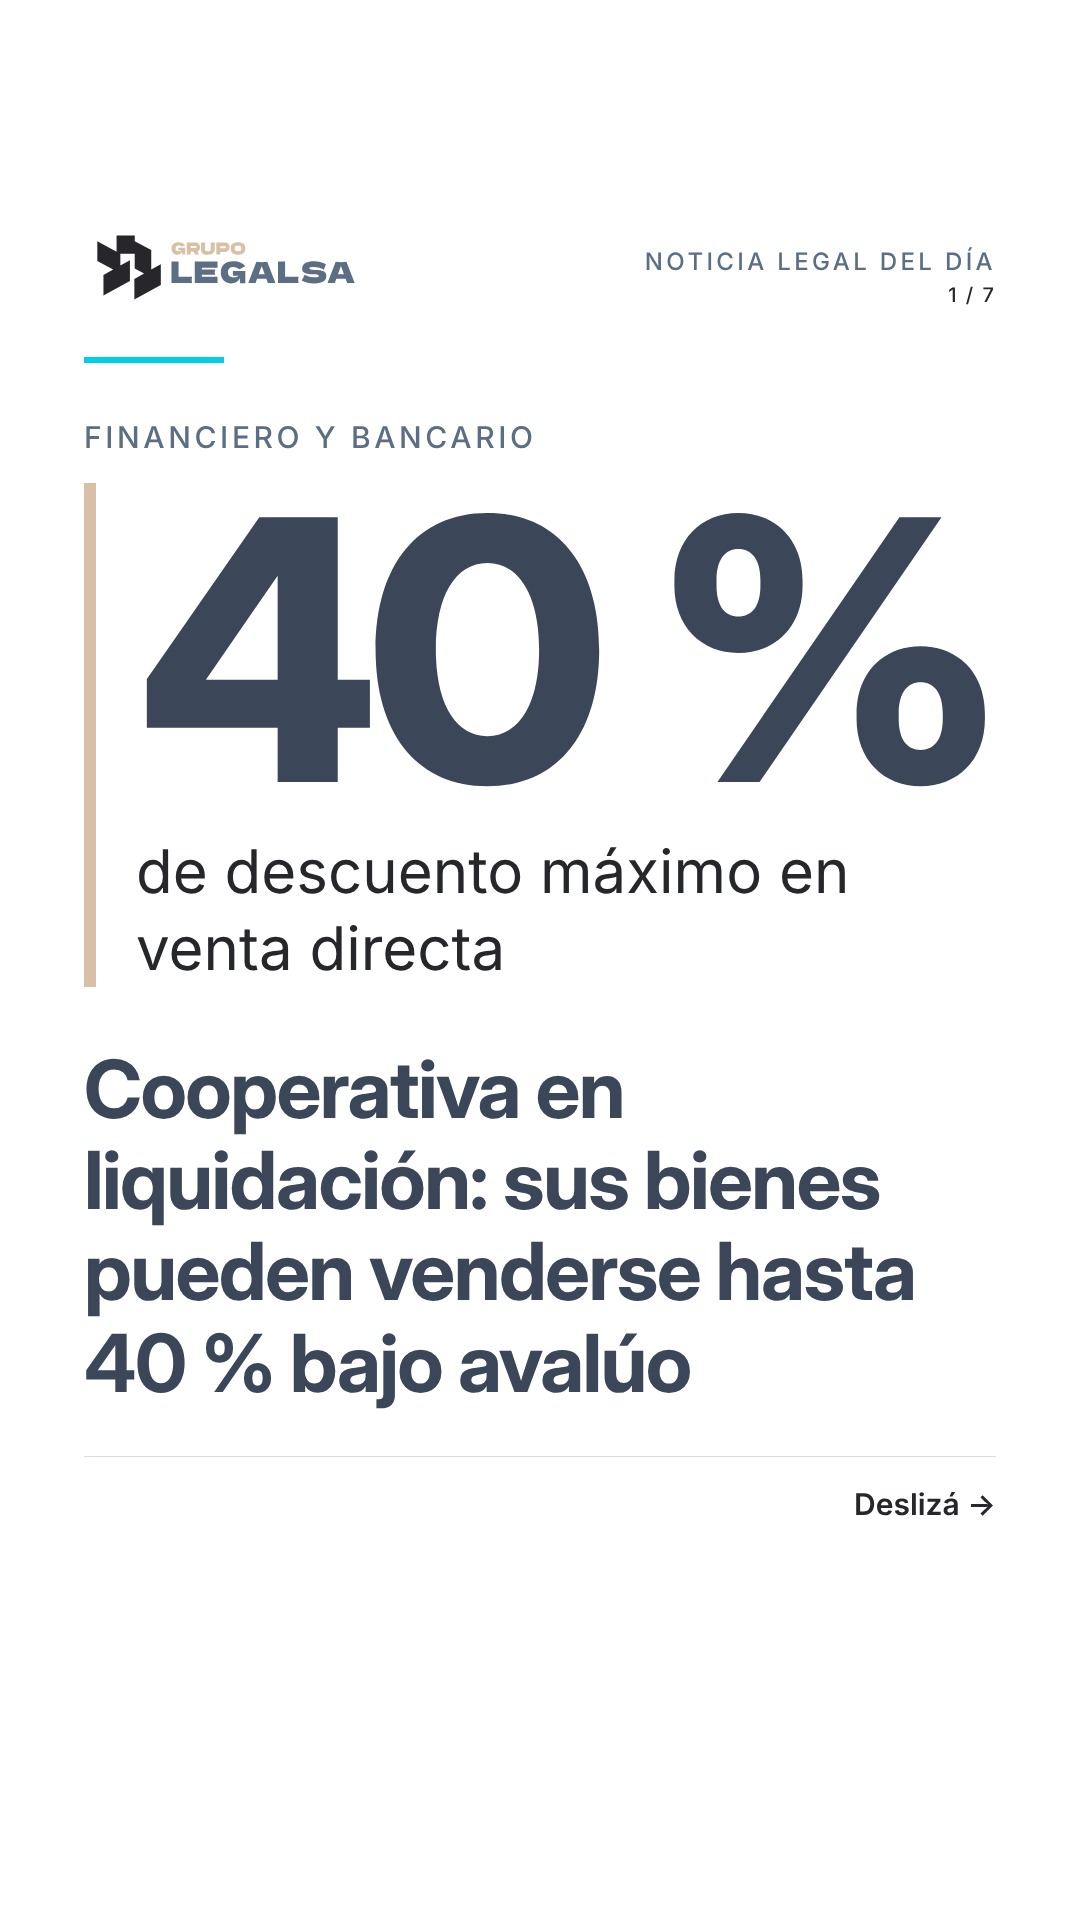 GRUPO
LEGALSA
NOTICIA LEGAL DEL DÍA
1 / 7
FINANCIERO Y BANCARIO
40 %
de descuento máximo en
venta directa
Cooperativa en
liquidación: sus bienes
pueden venderse hasta
40 % bajo avalúo
Deslizá →